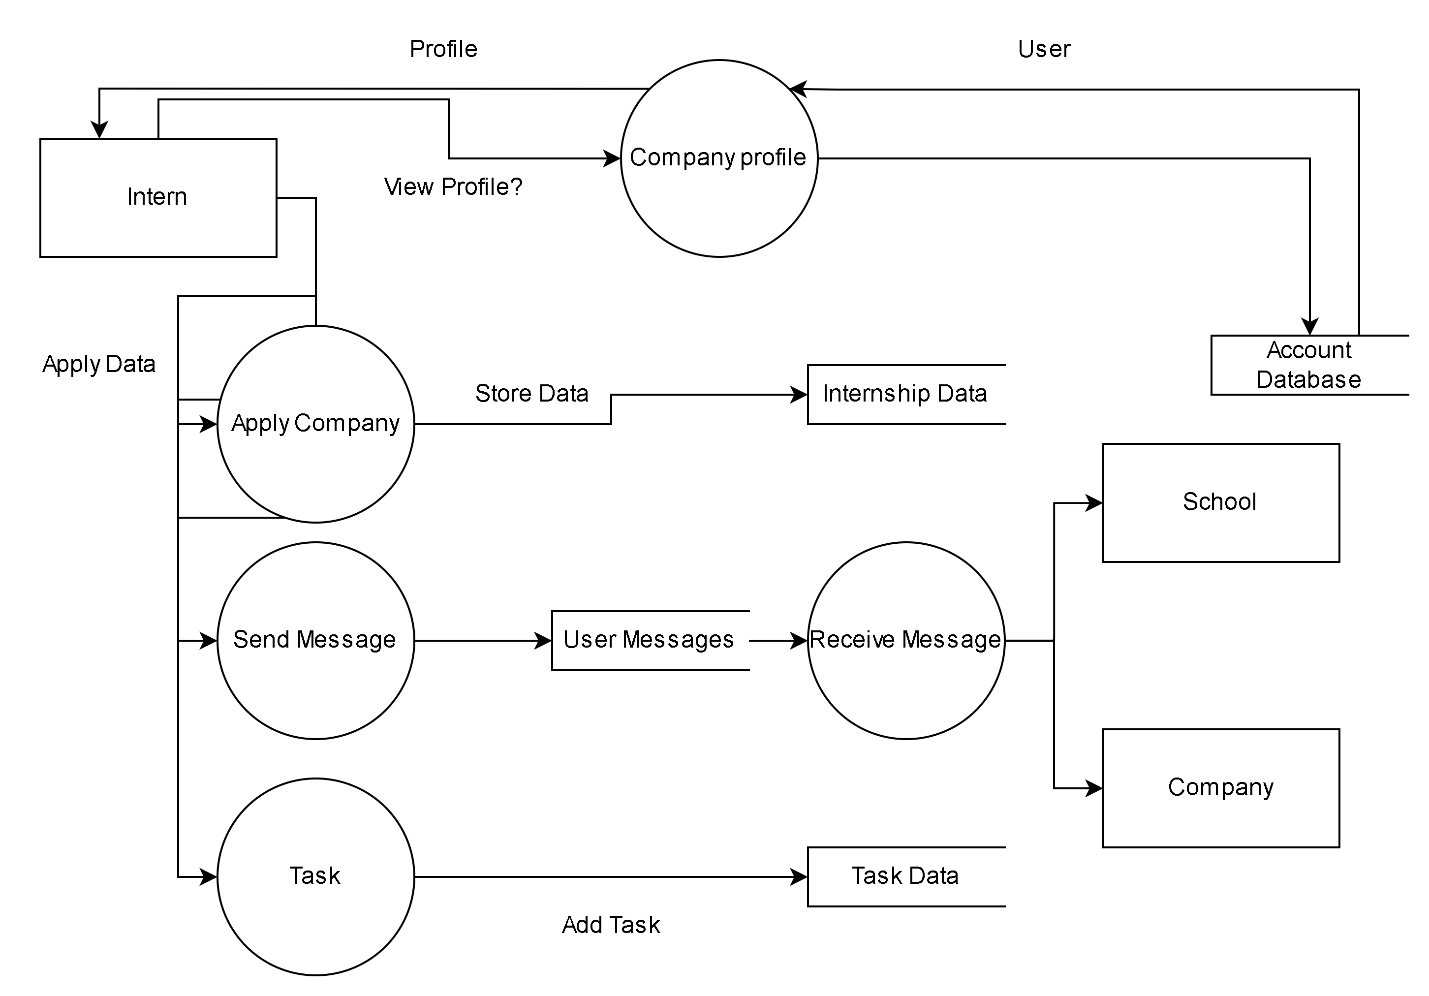 Profile
User
Company profile
View Profile?
Intern
Apply Data
Account
Database
Store Data
Internship Data
Apply Company
School
Send Message
User Messages
Receive Message
Company
Task
Task Data
Add Task